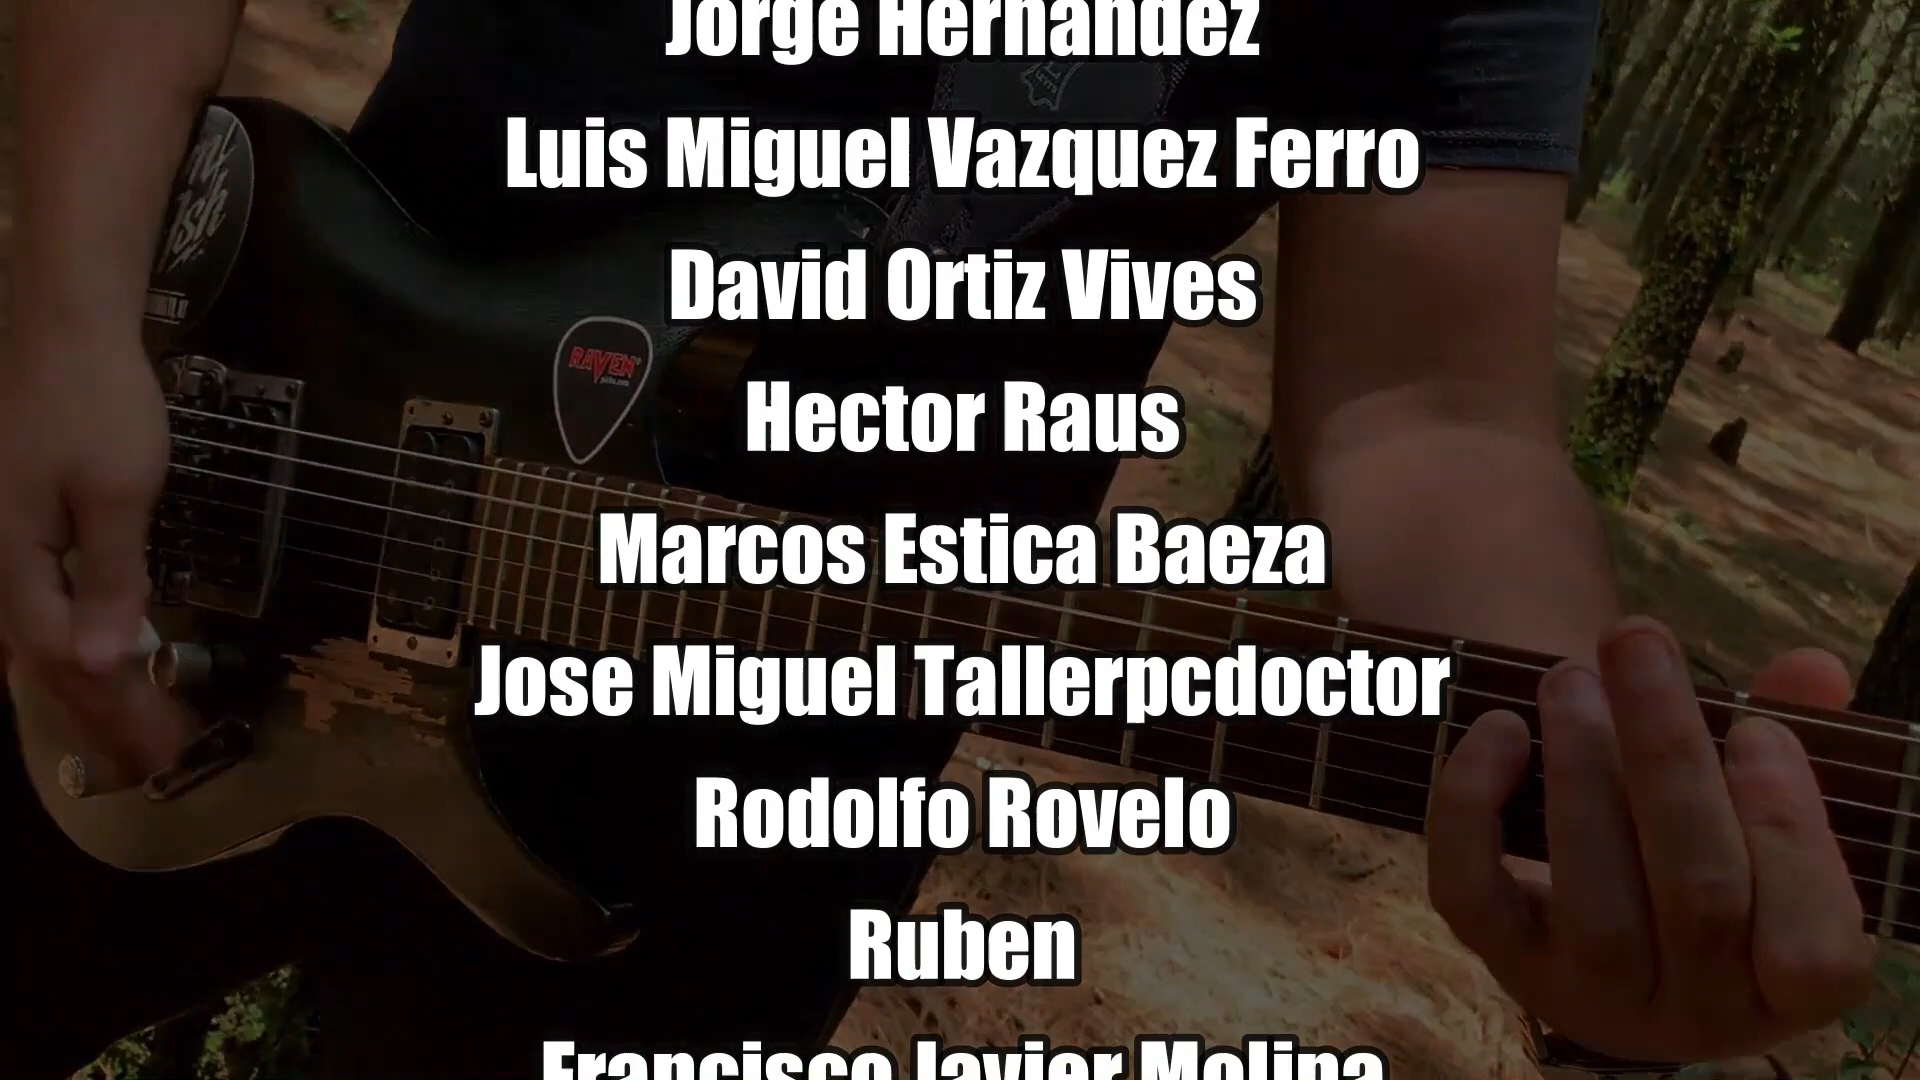 Jorge Hernandez
Luis Miguel Vazquez Ferro
David Ortiz Vives
RAVEN
Hector Raus
Marcos Estica Baeza
Jose Miguel Tallerpcdoctor
Rodolfo Rovelo
Ruben
Francisco Javier Molina